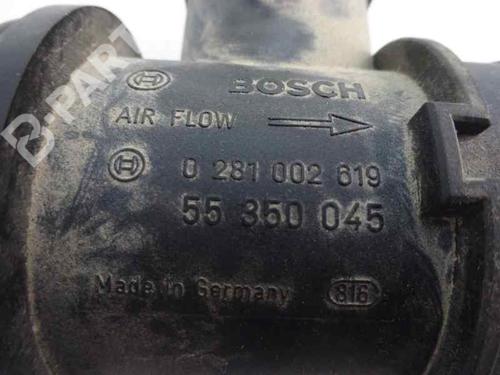 BOSCH
AIR FLOW
0 281 002 619
55 350 045
Made in Germany 816
B-PARTS